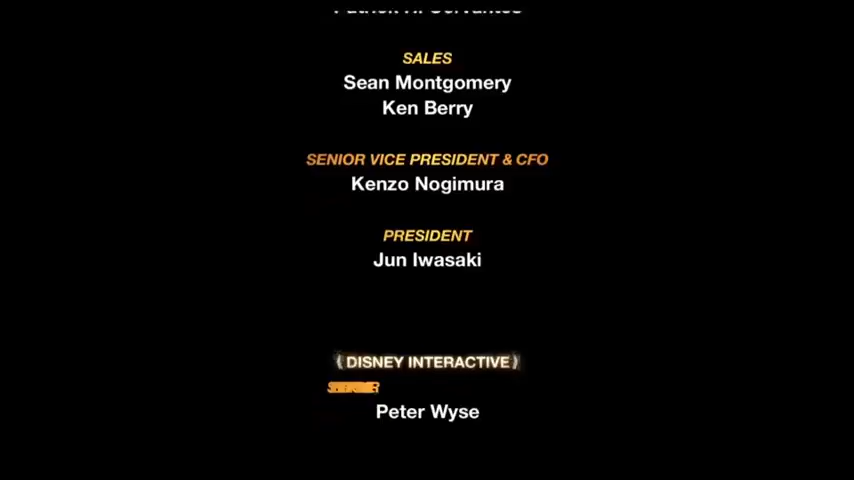 SALES
Sean Montgomery
Ken Berry
SENIOR VICE PRESIDENT & CFO
Kenzo Nogimura
PRESIDENT
Jun Iwasaki
DISNEY INTERACTIVE
Peter Wyse